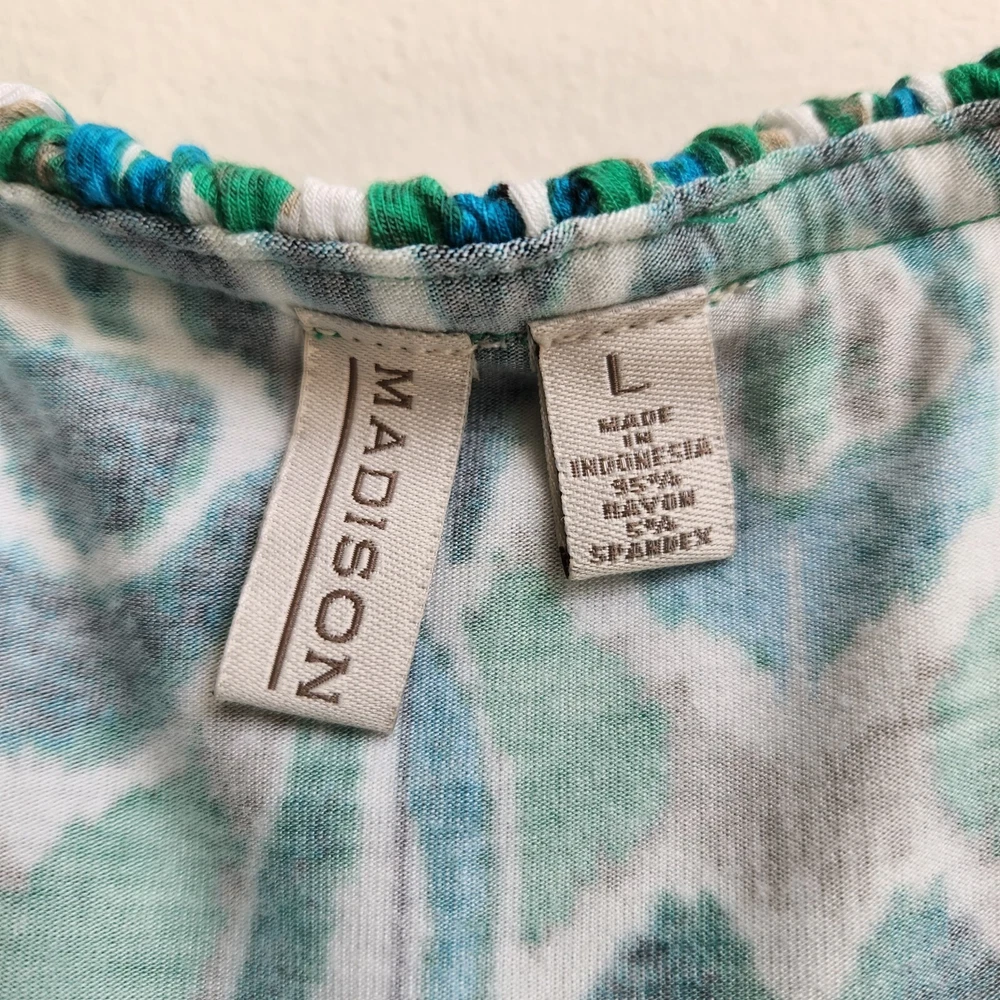 MADISON
L
MADE
IN
INDONESIA
95%
RAYON
5%
SPANDEX